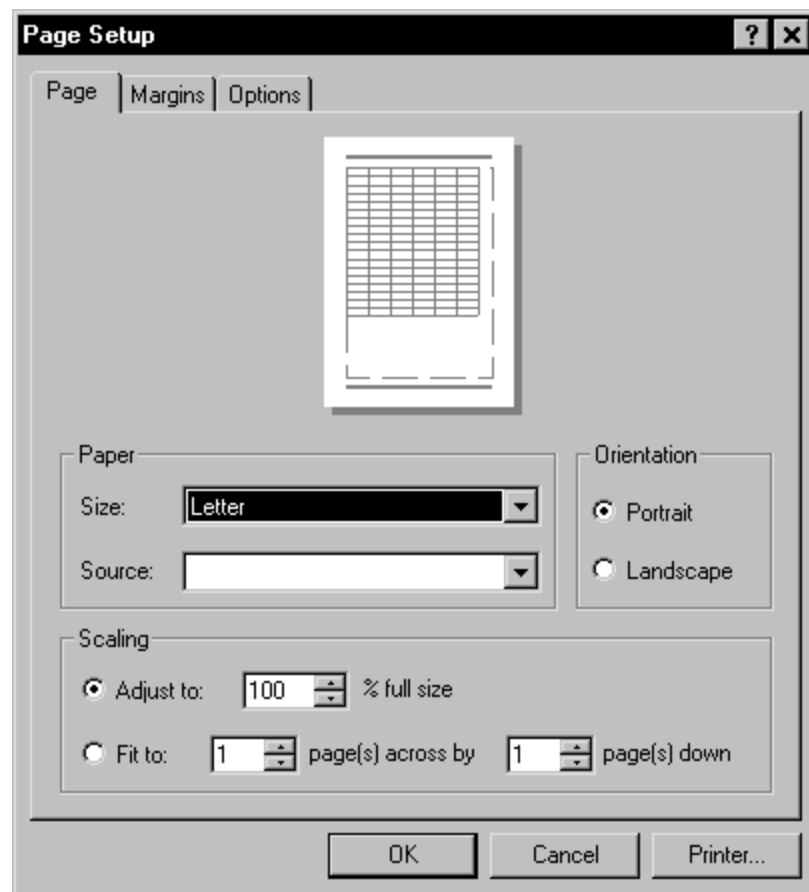 Page Setup
Page Margins Options
Paper
Size: Letter
Source:
Orientation
Portrait
Landscape
Scaling
Adjust to: 100 % full size
Fit to: 1 page(s) across by 1 page(s) down
OK Cancel Printer...